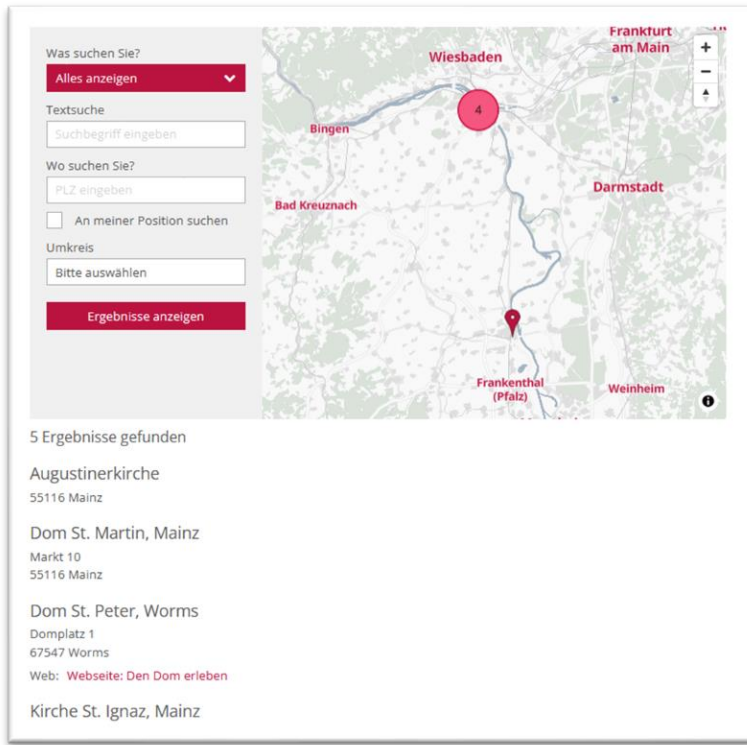 Was suchen Sie?
Alles anzeigen
Textsuche
Suchbegriff eingeben
Wo suchen Sie?
PLZ eingeben
An meiner Position suchen
Umkreis
Bitte auswählen
Ergebnisse anzeigen
Frankfurt
am Main
Wiesbaden
4
Bingen
Bad Kreuznach
Darmstadt
Frankenthal
(Pfalz)
Weinheim
5 Ergebnisse gefunden
Augustinerkirche
55116 Mainz
Dom St. Martin, Mainz
Markt 10
55116 Mainz
Dom St. Peter, Worms
Domplatz 1
67547 Worms
Web: Webseite: Den Dom erleben
Kirche St. Ignaz, Mainz